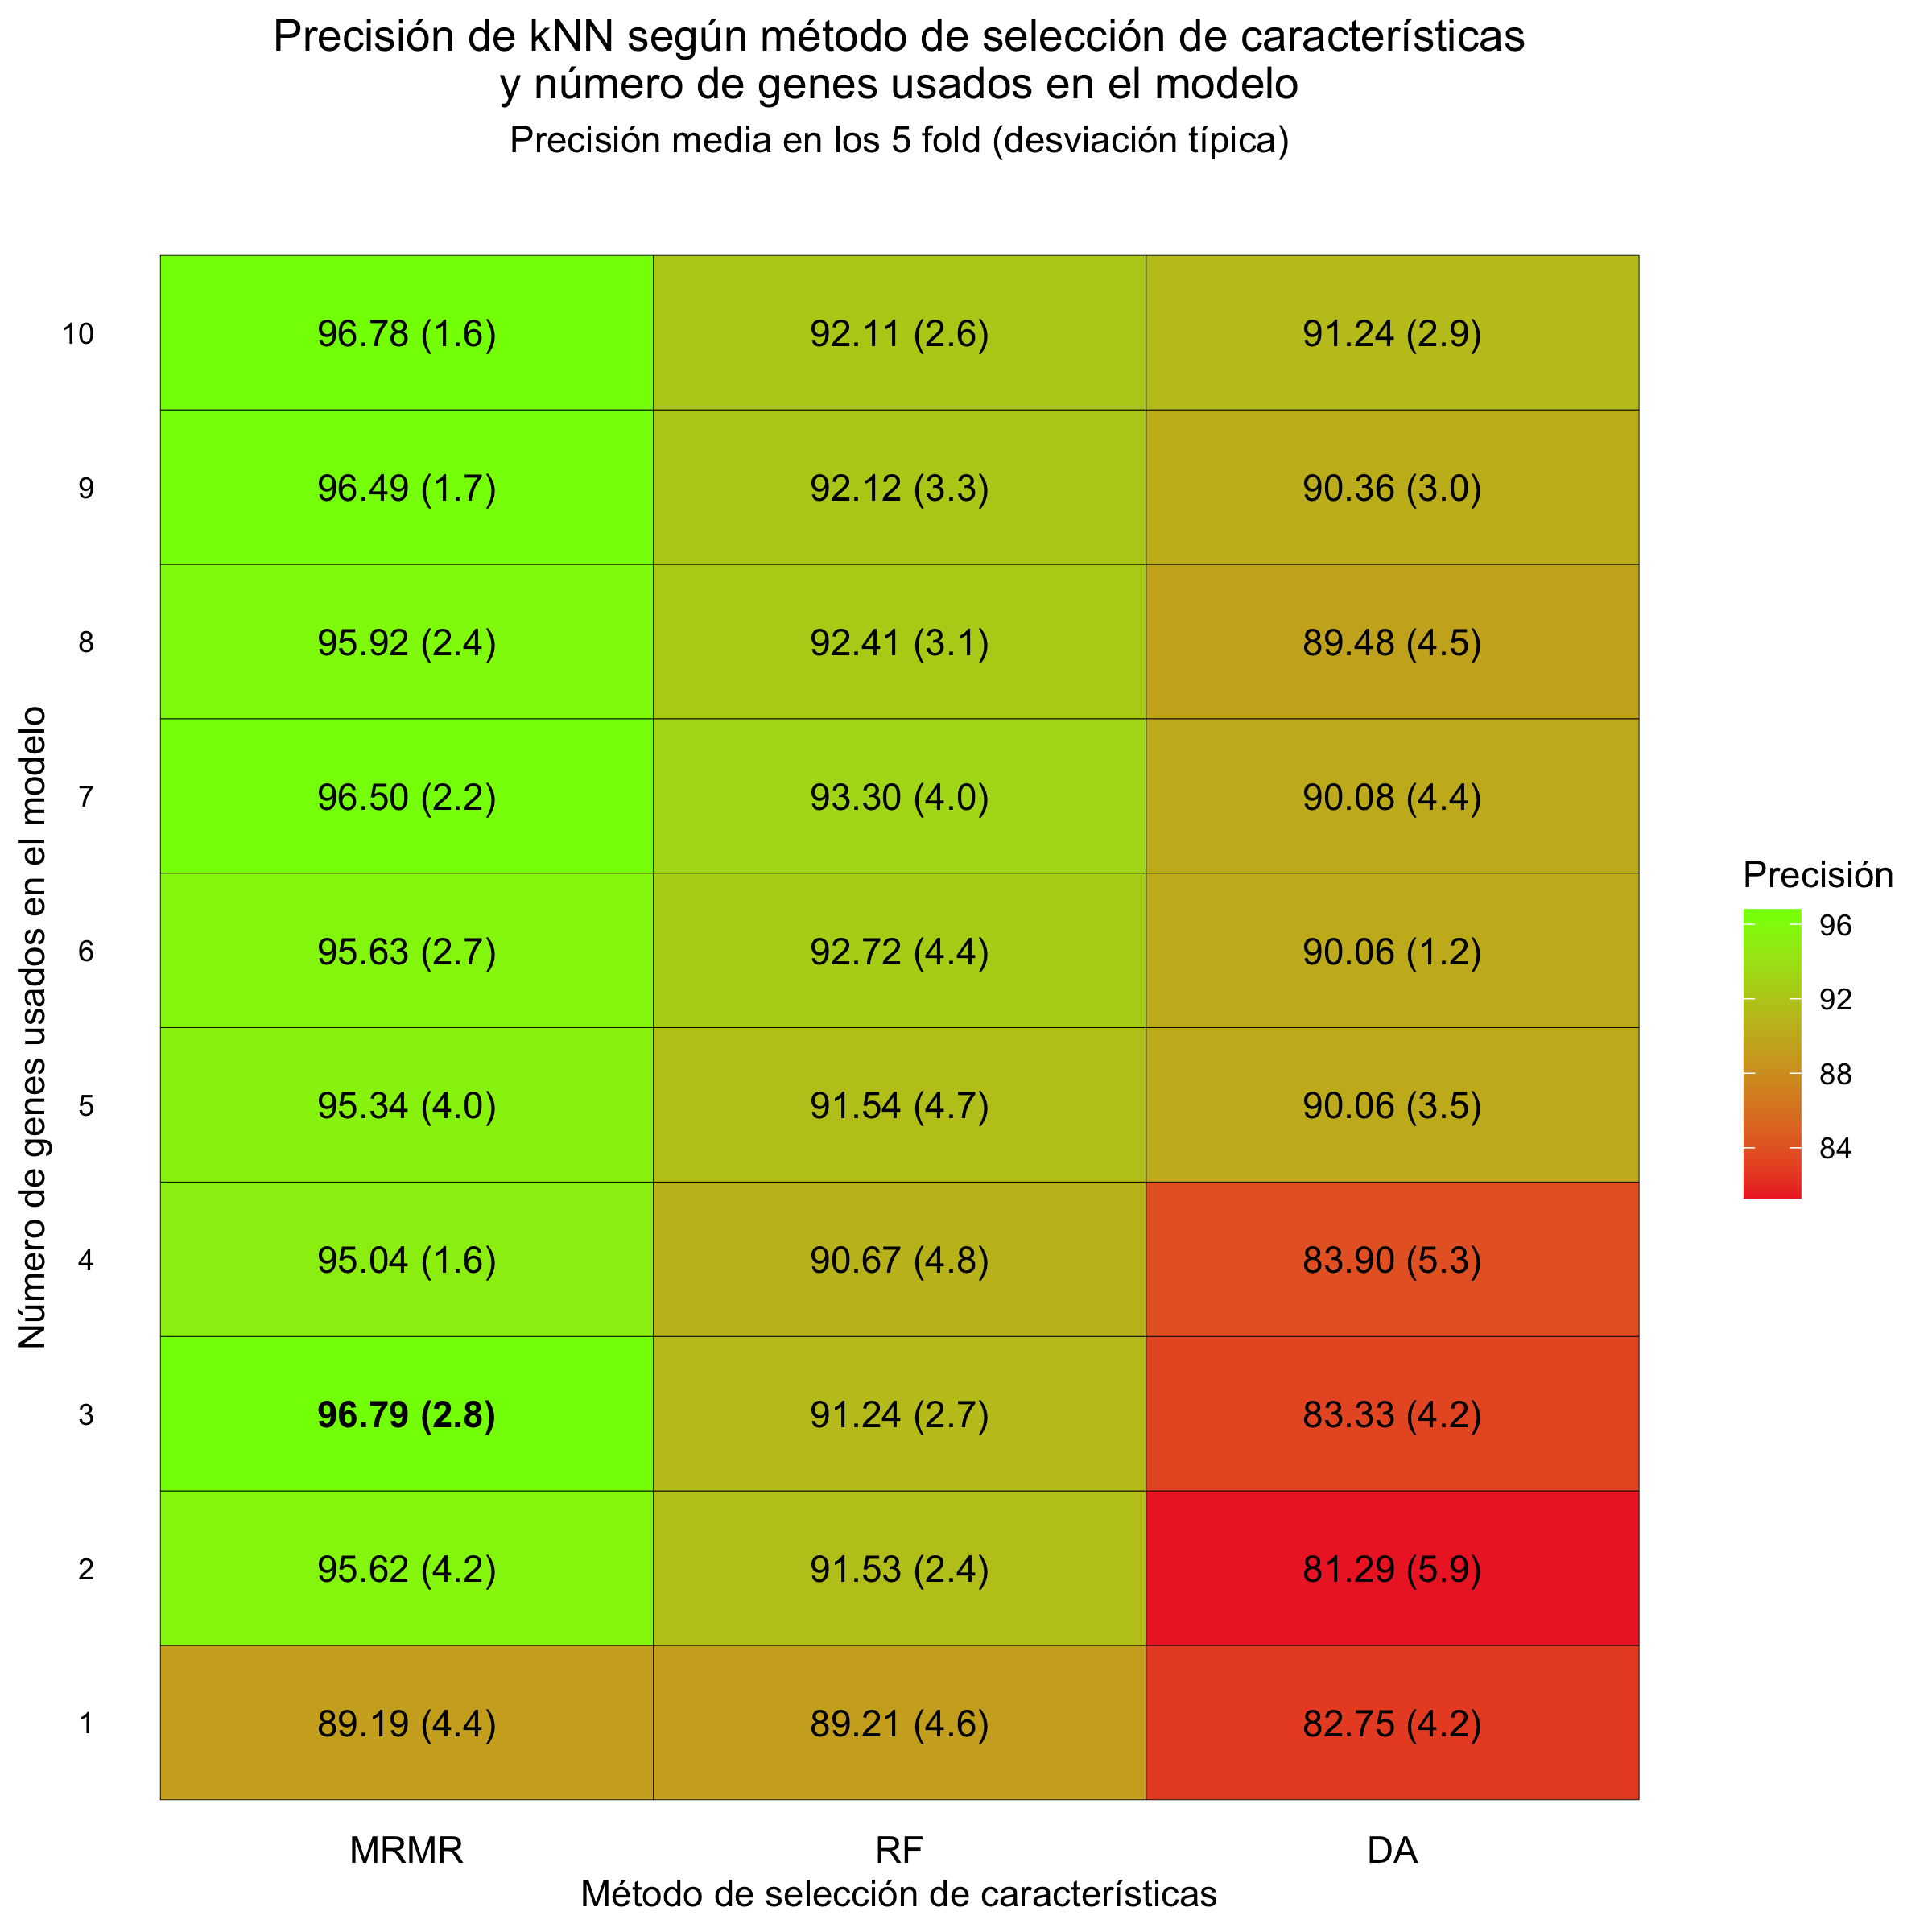 Precisión de kNN según método de selección de características
y número de genes usados en el modelo
Precisión media en los 5 fold (desviación típica)
Número de genes usados en el modelo
10 96.78 (1.6) 92.11 (2.6) 91.24 (2.9)
9 96.49 (1.7) 92.12 (3.3) 90.36 (3.0)
8 95.92 (2.4) 92.41 (3.1) 89.48 (4.5)
7 96.50 (2.2) 93.30 (4.0) 90.08 (4.4)
6 95.63 (2.7) 92.72 (4.4) 90.06 (1.2)
5 95.34 (4.0) 91.54 (4.7) 90.06 (3.5)
4 95.04 (1.6) 90.67 (4.8) 83.90 (5.3)
3 96.79 (2.8) 91.24 (2.7) 83.33 (4.2)
2 95.62 (4.2) 91.53 (2.4) 81.29 (5.9)
1 89.19 (4.4) 89.21 (4.6) 82.75 (4.2)
MRMR RF DA
Método de selección de características
Precisión
96
92
88
84